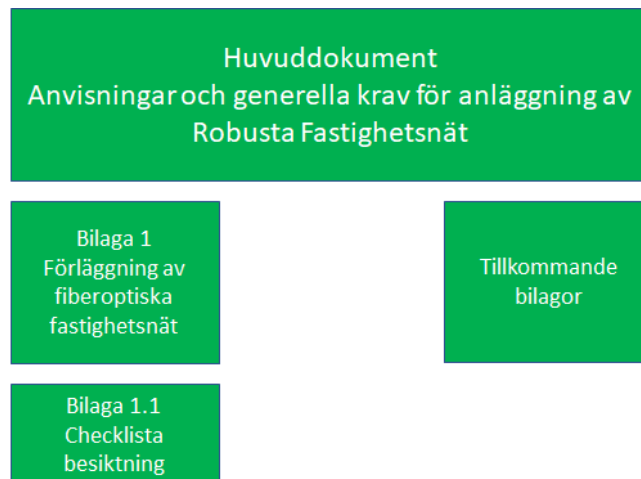 Huvuddokument
Anvisningar och generella krav för anläggning av
Robusta Fastighetsnät
Bilaga 1
Förläggning av
fiberoptiska
fastighetsnät
Tillkommande
bilagor
Bilaga 1.1
Checklista
besiktning